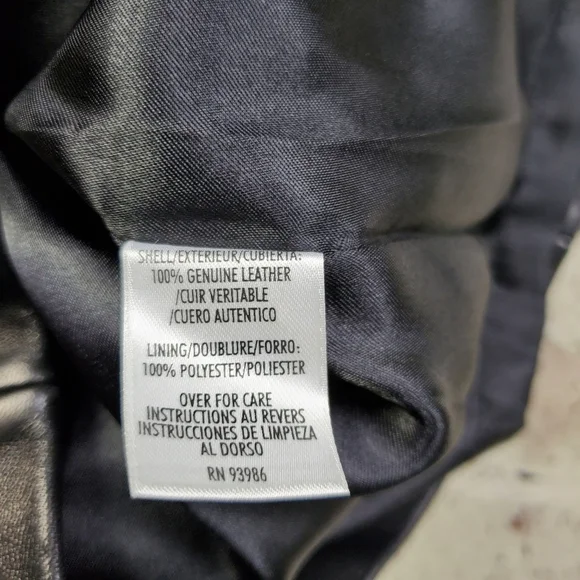 SHELL/EXTERIEUR/CUBIERTA:
100% GENUINE LEATHER
/CUIR VERITABLE
/CUERO AUTENTICO
LINING/DOUBLURE/FORRO:
100% POLYESTER/POLIESTER
OVER FOR CARE
INSTRUCTIONS AU REVERS
INSTRUCCIONES DE LIMPIEZA
AL DORSO
RN 93986